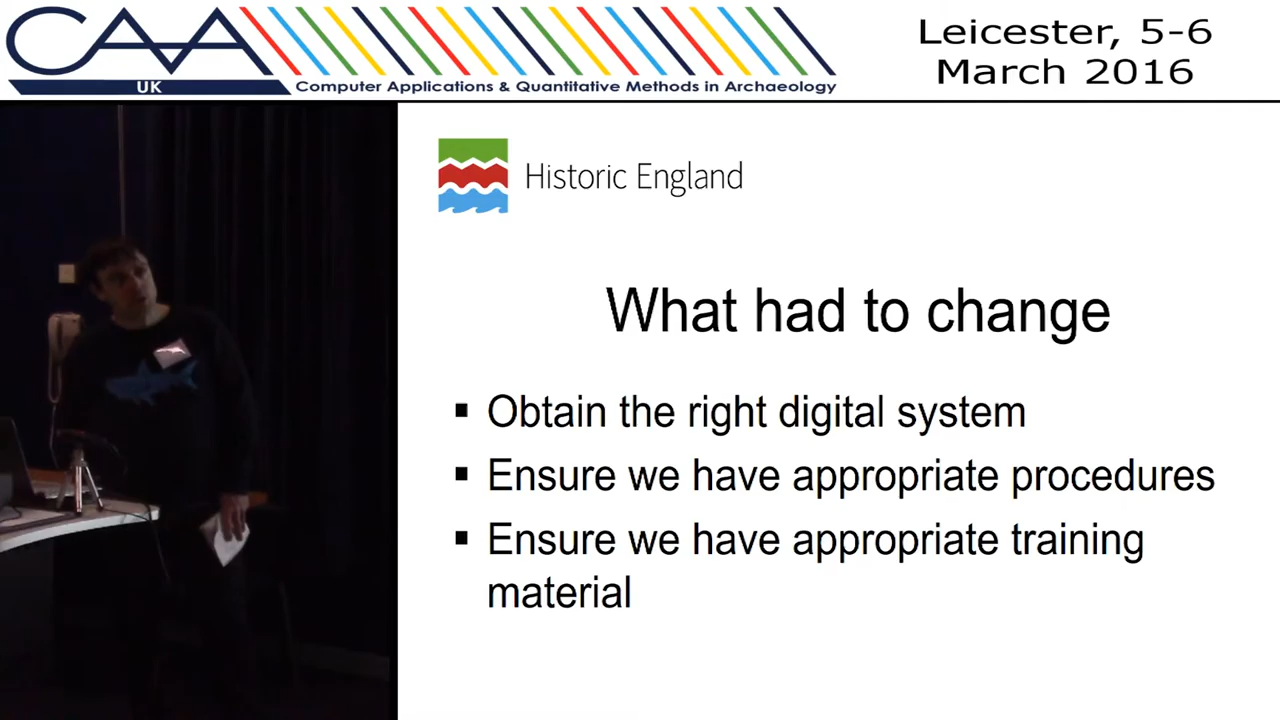 CAA
UK
Computer Applications & Quantitative Methods in Archaeology
Leicester, 5-6
March 2016
Historic England
What had to change
▪ Obtain the right digital system
▪ Ensure we have appropriate procedures
▪ Ensure we have appropriate training
material